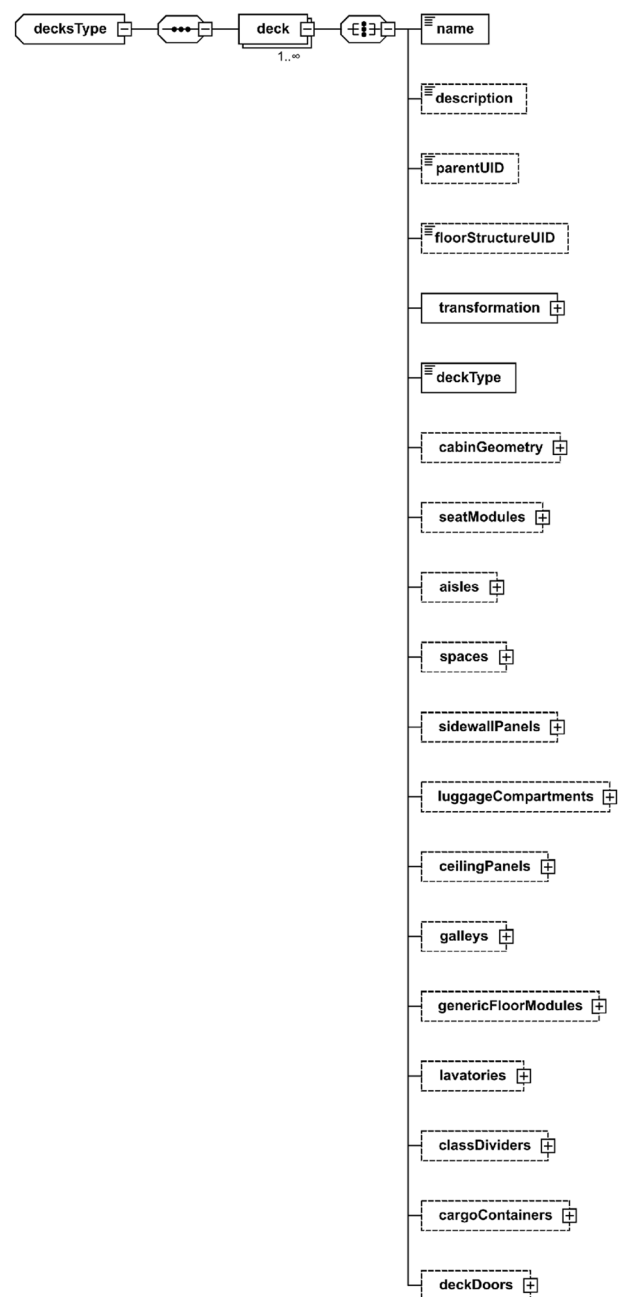 decksType deck name
1..∞
description
parentUID
floorStructureUID
transformation
deckType
cabinGeometry
seatModules
aisles
spaces
sidewallPanels
luggageCompartments
ceilingPanels
galleys
genericFloorModules
lavatories
classDividers
cargoContainers
deckDoors